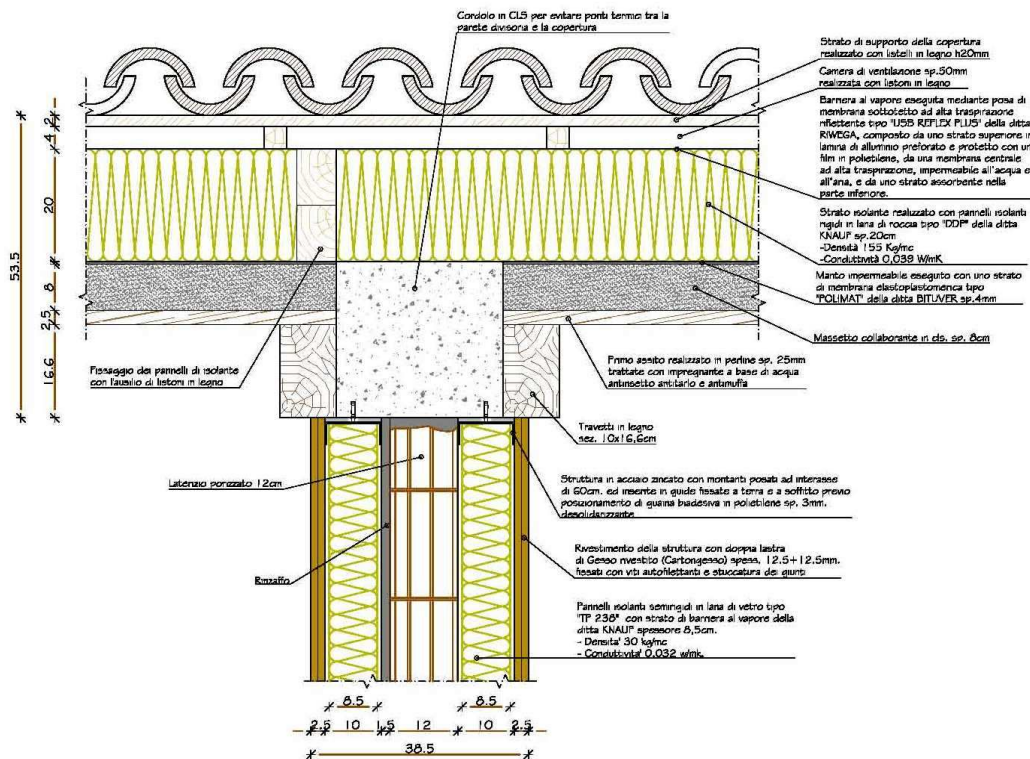 Cordolo in CLS per evitare ponti termici tra la
parete divisoria e la copertura
Strato di supporto della copertura
realizzato con listelli in legno h20mm
Camera di ventilazione sp.50mm
realizzata con listoni in legno
Barriera al vapore eseguita mediante posa di
membrana sottotetto ad alta traspirazione
riflettente tipo "USB REFLEX PLUS" della ditta
RIWEGA, composto da uno strato superiore in
lamina di alluminio preforato e protetto con un
film in polietilene, da una membrana centrale
ad alta traspirazione, impermeabile all'acqua e
all'aria, e da uno strato assorbente nella
parte inferiore.
Strato isolante realizzato con pannelli isolanti
rigidi in lana di roccia tipo "DDP" della ditta
KNAUF sp.20cm
-Densità 155 Kg/mc
-Conduttività 0,039 W/mK
Manto impermeabile eseguito con uno strato
di membrana elastoplastomerica tipo
"POLIMAT" della ditta BITUVER sp.4mm
Massetto collaborante in cls. sp. 8cm
53.5
2
4
20
8
2.5
16.6
Fissaggio dei pannelli di isolante
con l'ausilio di listoni in legno
Primo assito realizzato in perline sp. 25mm
trattate con impregnante a base di acqua
antinsetto antitarlo e antimuffa
Travetti in legno
sez. 10x16,6cm
Laterizio porizzato 12cm
Struttura in acciaio zincato con montanti posati ad interasse
di 60cm. ed inserite in guide fissate a terra e a soffitto previo
posizionamento di guaina biadesiva in polietilene sp. 3mm.
desolidarizzante
Rinzaffo
Rivestimento della struttura con doppia lastra
di Gesso rivestito (Cartongesso) spess. 12.5+12.5mm.
fissati con viti autofilettanti e stuccatura dei giunti
Pannelli isolanti semirigidi in lana di vetro tipo
"TP 238" con strato di barriera al vapore della
ditta KNAUF spessore 8,5cm.
- Densita' 30 kg/mc
- Conduttivita' 0.032 w/mk.
8.5 8.5
2.5 10 1.5 12 10 2.5
38.5